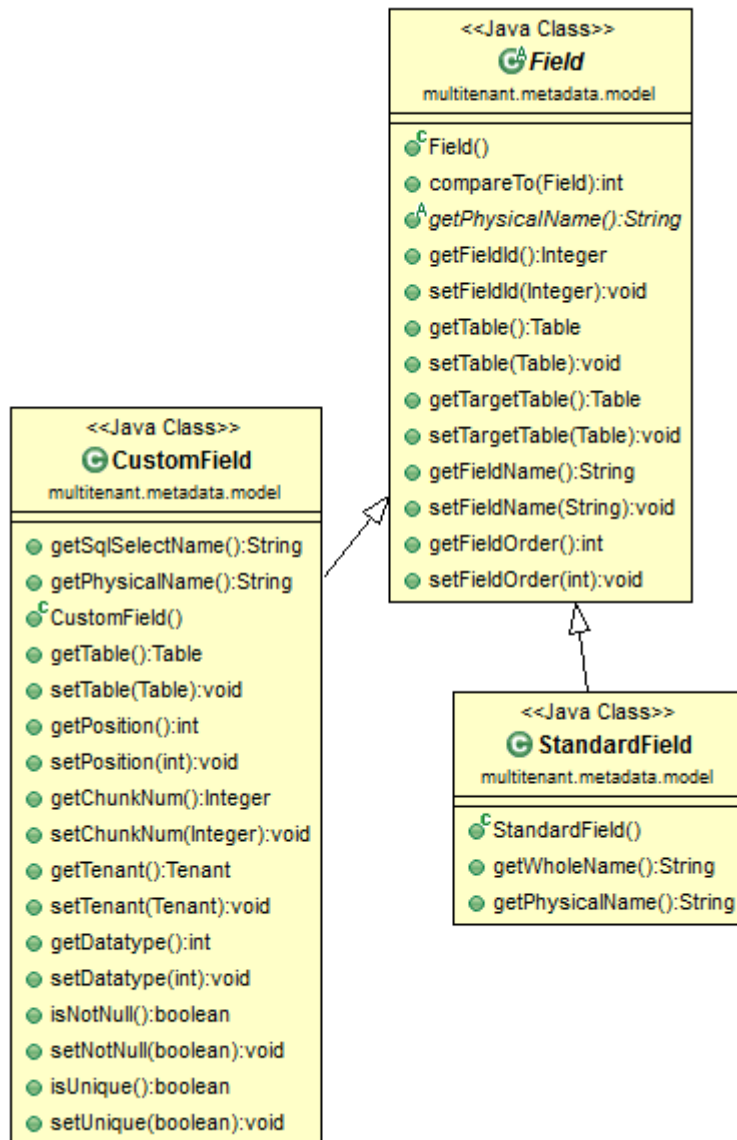 <<Java Class>>
Field
multitenant.metadata.model
Field()
compareTo(Field):int
getPhysicalName():String
getFieldId():Integer
setFieldId(Integer):void
getTable():Table
setTable(Table):void
getTargetTable():Table
setTargetTable(Table):void
getFieldName():String
setFieldName(String):void
getFieldOrder():int
setFieldOrder(int):void
<<Java Class>>
CustomField
multitenant.metadata.model
getSqlSelectName():String
getPhysicalName():String
CustomField()
getTable():Table
setTable(Table):void
getPosition():int
setPosition(int):void
getChunkNum():Integer
setChunkNum(Integer):void
getTenant():Tenant
setTenant(Tenant):void
getDatatype():int
setDatatype(int):void
isNotNull():boolean
setNotNull(boolean):void
isUnique():boolean
setUnique(boolean):void
<<Java Class>>
StandardField
multitenant.metadata.model
StandardField()
getWholeName():String
getPhysicalName():String